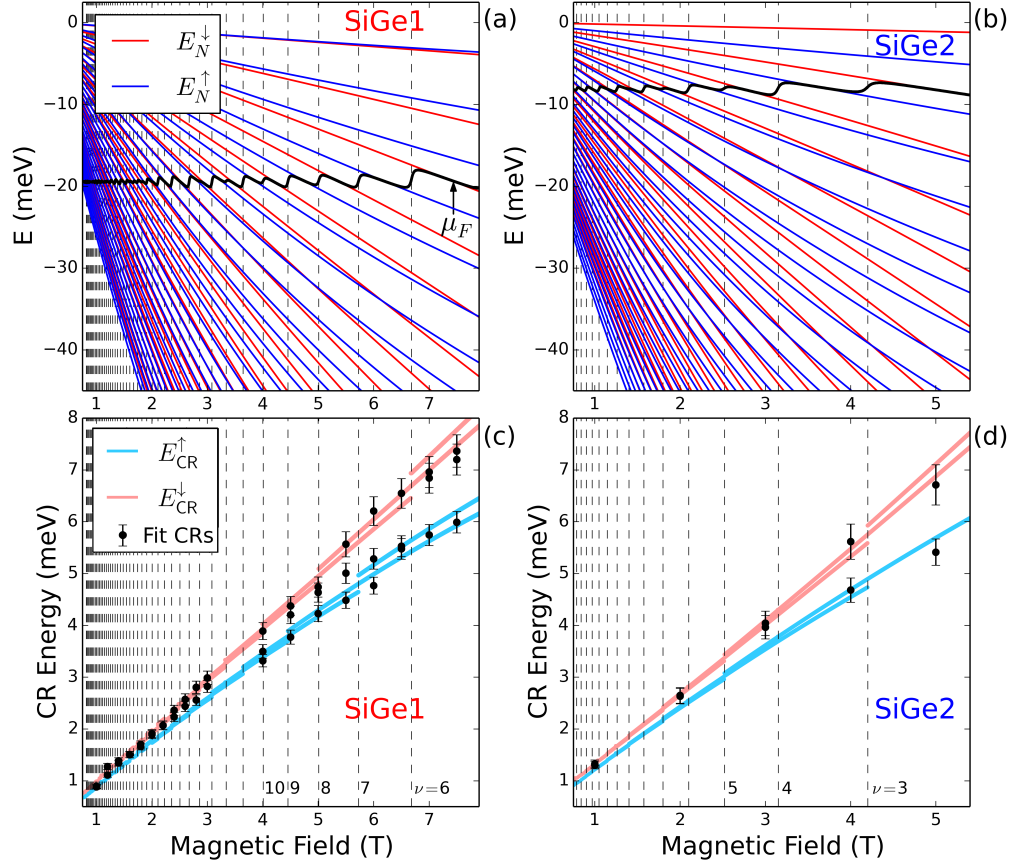 SiGe1 (a)
E_N^↓
E_N^↑
0
−10
−20
−30
−40
E (meV)
μ_F
1 2 3 4 5 6 7
SiGe2 (b)
0
−10
−20
−30
−40
E (meV)
1 2 3 4 5
(c)
E_CR^↑
E_CR^↓
Fit CRs
8
7
6
5
4
3
2
1
CR Energy (meV)
SiGe1
10 9 8 7 ν=6
1 2 3 4 5 6 7
Magnetic Field (T)
(d)
8
7
6
5
4
3
2
1
CR Energy (meV)
SiGe2
5 4 ν=3
1 2 3 4 5
Magnetic Field (T)